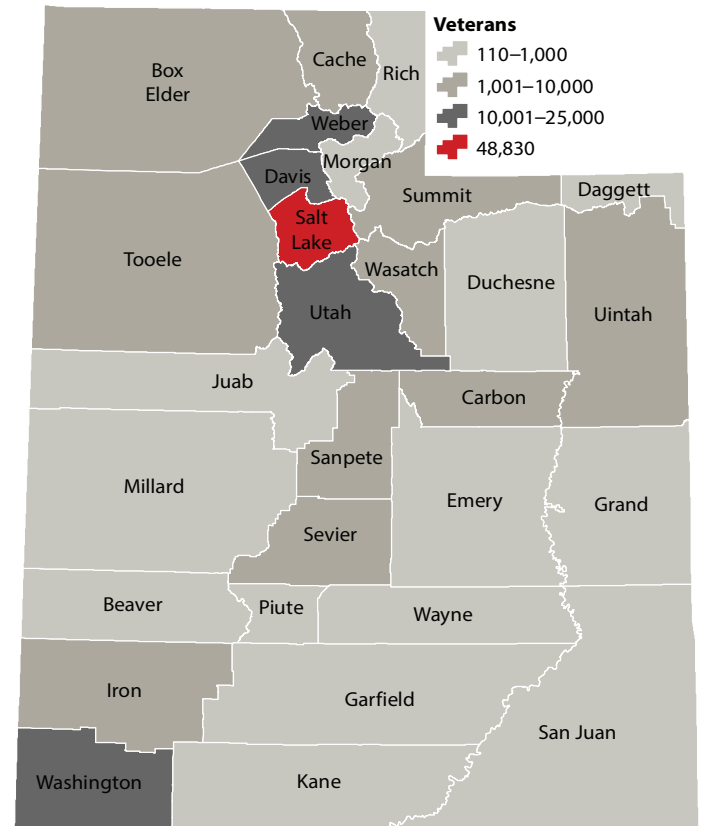 Veterans
110–1,000
1,001–10,000
10,001–25,000
48,830
Box
Elder
Cache
Rich
Weber
Morgan
Davis
Summit
Daggett
Salt
Lake
Tooele
Wasatch
Duchesne
Uintah
Utah
Juab
Carbon
Sanpete
Millard
Emery
Grand
Sevier
Beaver
Piute
Wayne
Iron
Garfield
San Juan
Washington
Kane